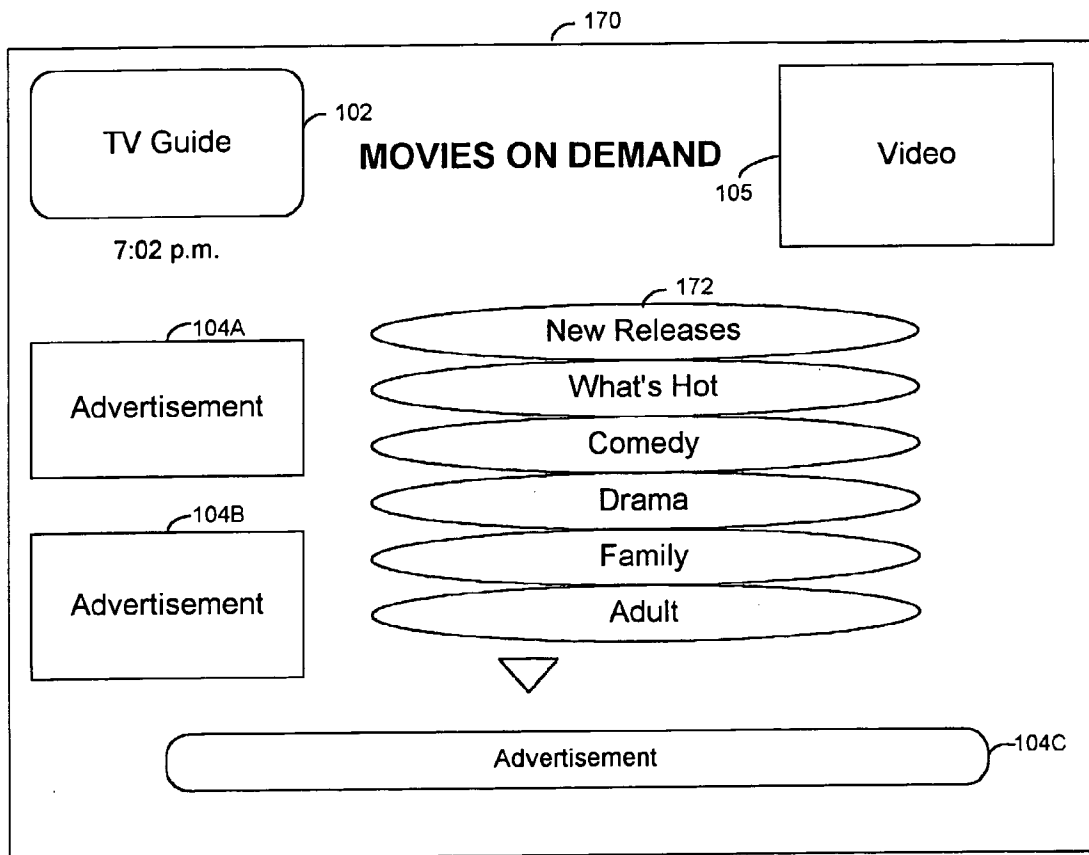 170
TV Guide
102
MOVIES ON DEMAND
105
Video
7:02 p.m.
172
New Releases
What's Hot
Comedy
Drama
Family
Adult
104A
Advertisement
104B
Advertisement
Advertisement
104C